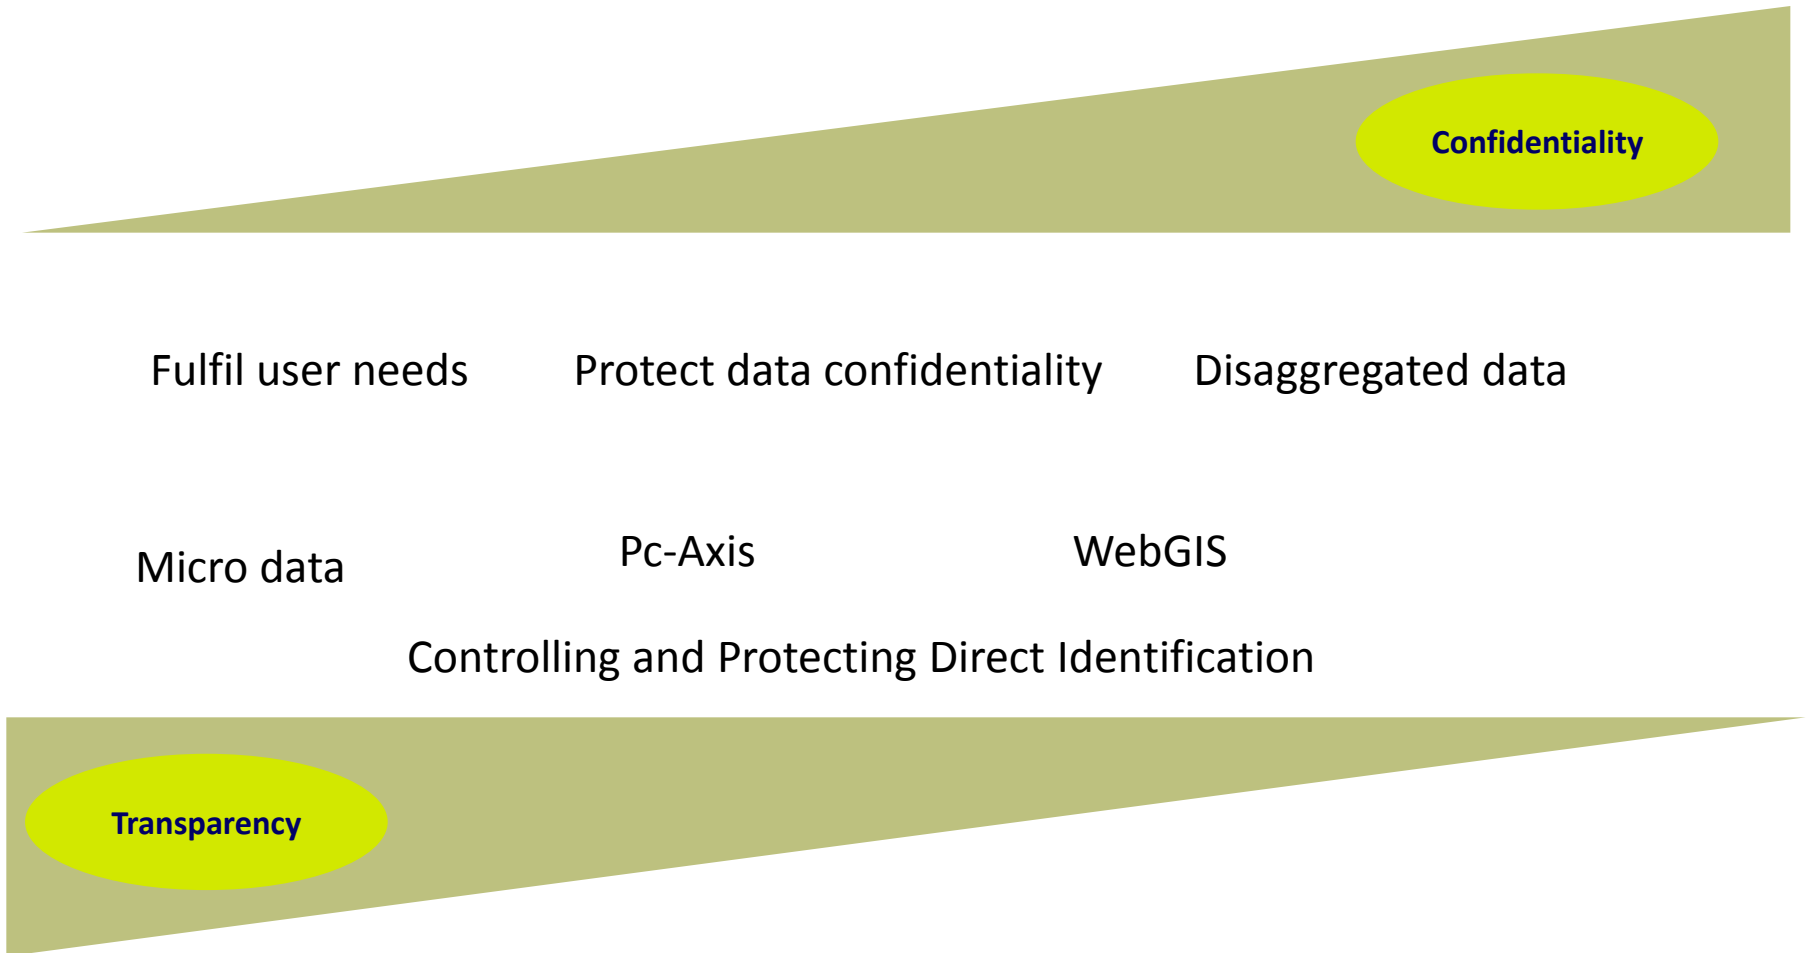 Confidentiality
Fulfil user needs
Protect data confidentiality
Disaggregated data
Micro data
Pc-Axis
WebGIS
Controlling and Protecting Direct Identification
Transparency